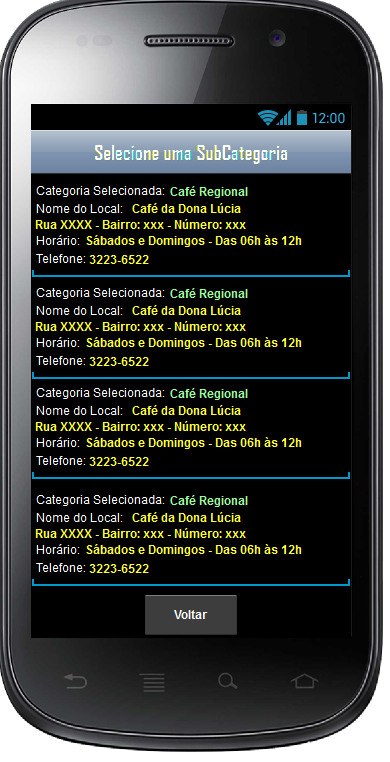 12:00
Selecione uma SubCategoria
Categoria Selecionada: Café Regional
Nome do Local: Café da Dona Lúcia
Rua XXXX - Bairro: xxx - Número: xxx
Horário: Sábados e Domingos - Das 06h às 12h
Telefone: 3223-6522
Categoria Selecionada: Café Regional
Nome do Local: Café da Dona Lúcia
Rua XXXX - Bairro: xxx - Número: xxx
Horário: Sábados e Domingos - Das 06h às 12h
Telefone: 3223-6522
Categoria Selecionada: Café Regional
Nome do Local: Café da Dona Lúcia
Rua XXXX - Bairro: xxx - Número: xxx
Horário: Sábados e Domingos - Das 06h às 12h
Telefone: 3223-6522
Categoria Selecionada: Café Regional
Nome do Local: Café da Dona Lúcia
Rua XXXX - Bairro: xxx - Número: xxx
Horário: Sábados e Domingos - Das 06h às 12h
Telefone: 3223-6522
Voltar